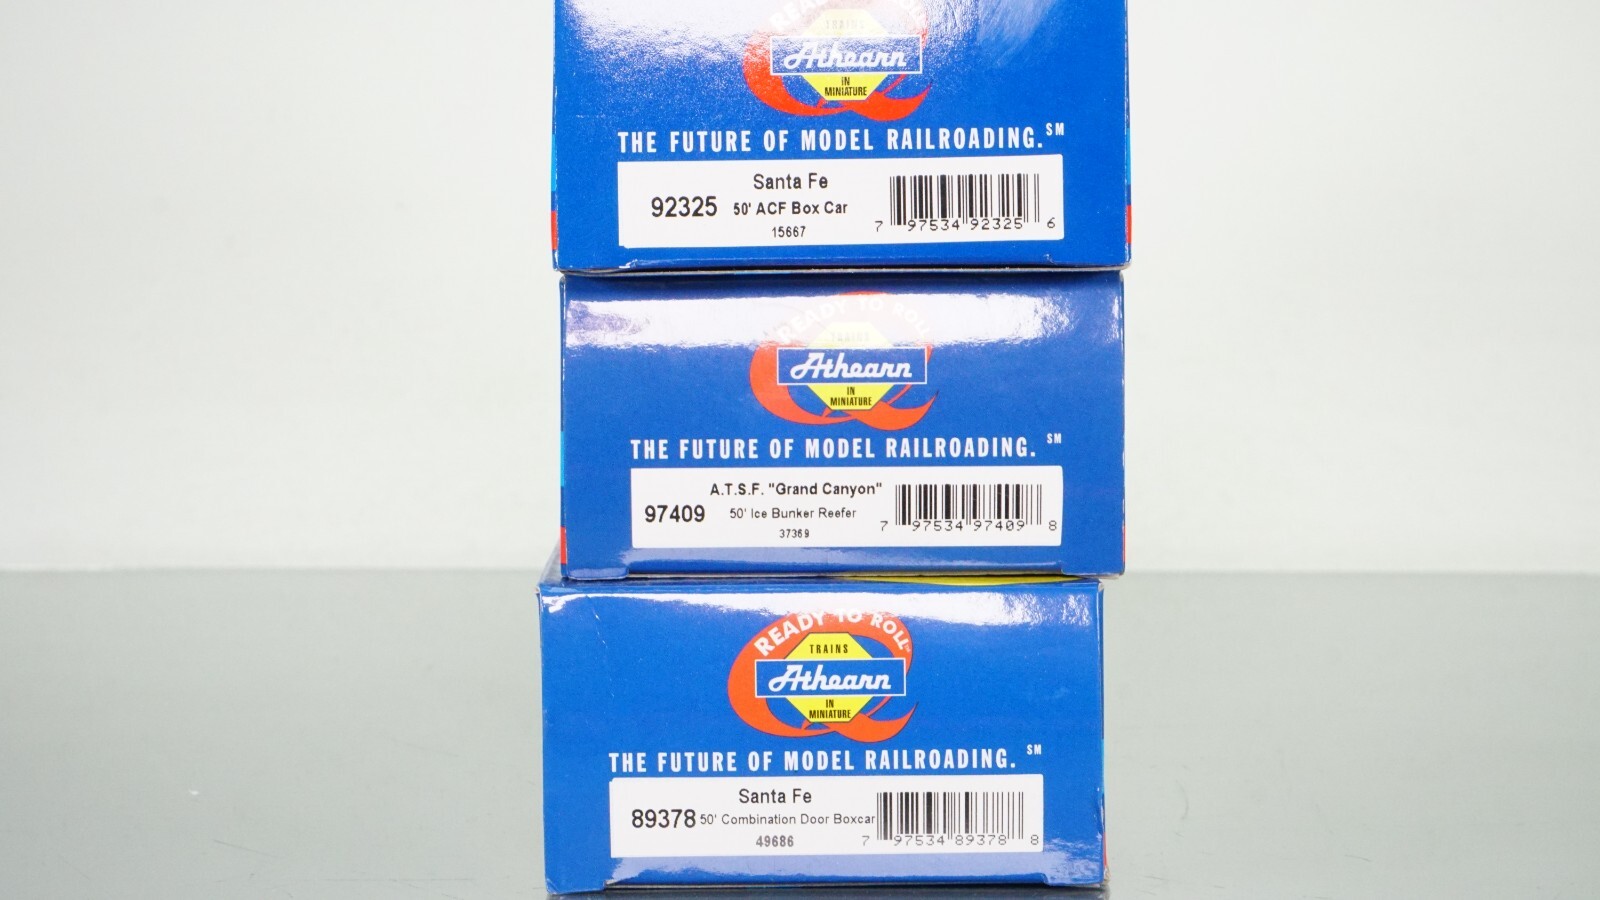 READY TO ROLL
TRAINS
Athearn
IN
MINIATURE
THE FUTURE OF MODEL RAILROADING.SM
Santa Fe
92325 50' ACF Box Car
15667
7 97534 92325 6
READY TO ROLL
TRAINS
Athearn
IN
MINIATURE
THE FUTURE OF MODEL RAILROADING. SM
A.T.S.F. "Grand Canyon"
97409 50' Ice Bunker Reefer
37369
7 97534 97409 8
READY TO ROLL™
TRAINS
Athearn
IN
MINIATURE
THE FUTURE OF MODEL RAILROADING. SM
Santa Fe
89378 50' Combination Door Boxcar
49686
7 97534 89378 8